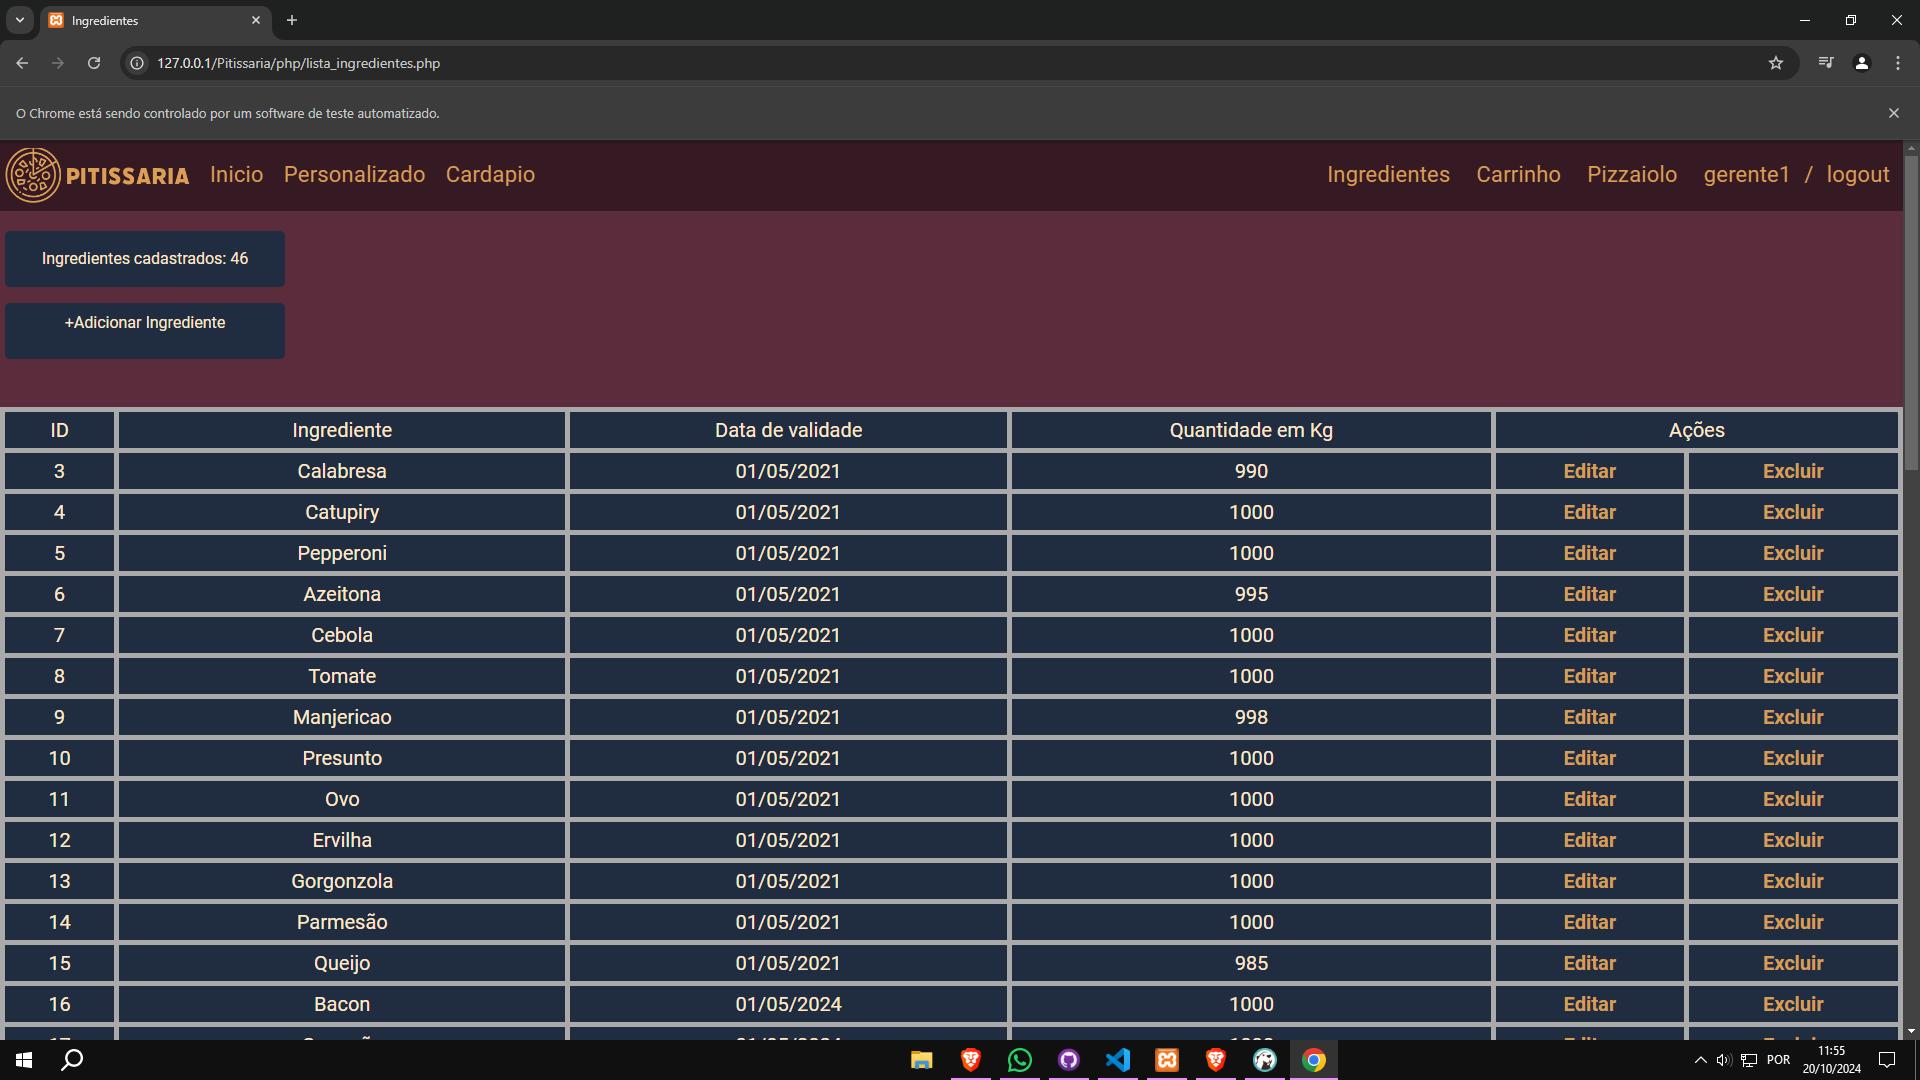 Ingredientes
127.0.0.1/Pitissaria/php/lista_ingredientes.php
O Chrome está sendo controlado por um software de teste automatizado.
PITISSARIA Inicio Personalizado Cardapio Ingredientes Carrinho Pizzaiolo gerente1 / logout
Ingredientes cadastrados: 46
+Adicionar Ingrediente
ID Ingrediente Data de validade Quantidade em Kg Ações
3 Calabresa 01/05/2021 990 Editar Excluir
4 Catupiry 01/05/2021 1000 Editar Excluir
5 Pepperoni 01/05/2021 1000 Editar Excluir
6 Azeitona 01/05/2021 995 Editar Excluir
7 Cebola 01/05/2021 1000 Editar Excluir
8 Tomate 01/05/2021 1000 Editar Excluir
9 Manjericao 01/05/2021 998 Editar Excluir
10 Presunto 01/05/2021 1000 Editar Excluir
11 Ovo 01/05/2021 1000 Editar Excluir
12 Ervilha 01/05/2021 1000 Editar Excluir
13 Gorgonzola 01/05/2021 1000 Editar Excluir
14 Parmesão 01/05/2021 1000 Editar Excluir
15 Queijo 01/05/2021 985 Editar Excluir
16 Bacon 01/05/2024 1000 Editar Excluir
POR
11:55
20/10/2024